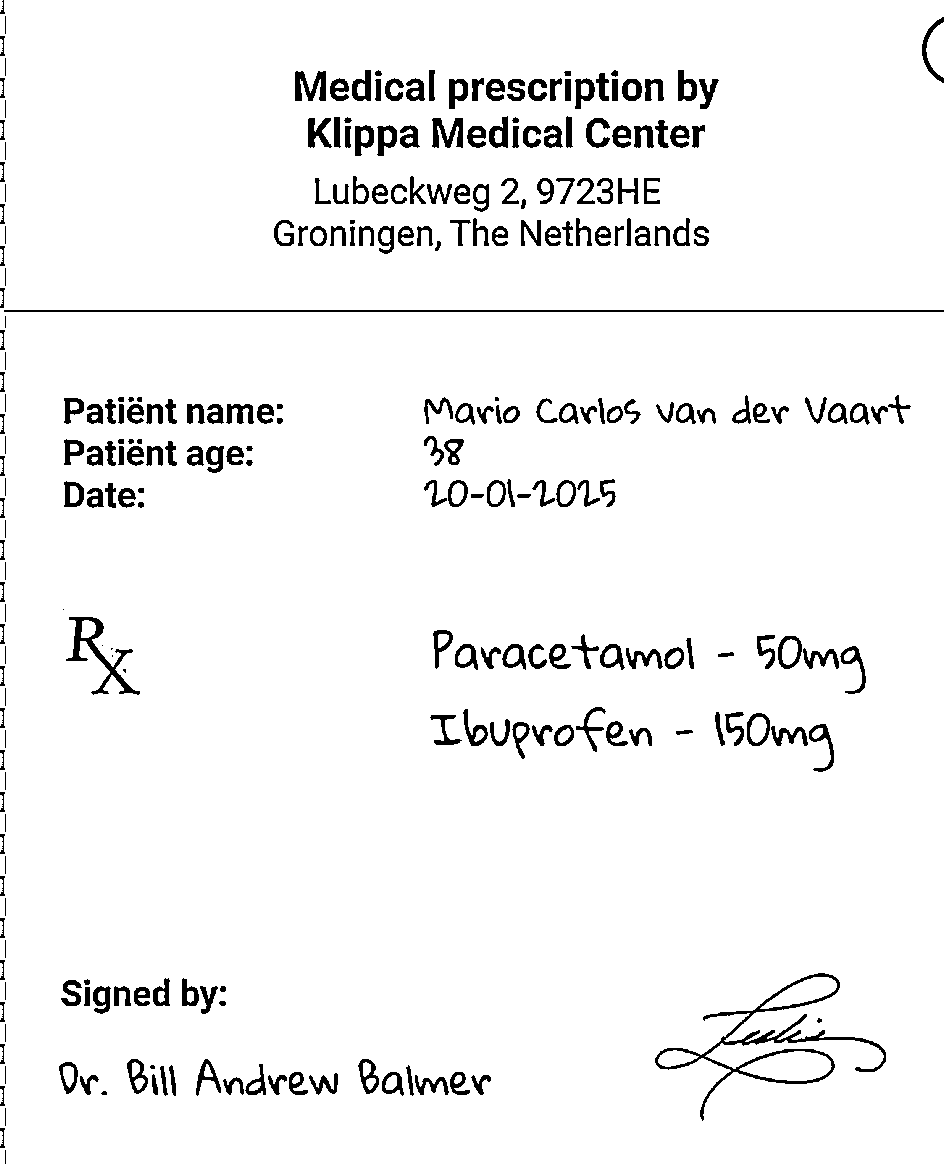 Medical prescription by
Klippa Medical Center
Lubeckweg 2, 9723HE
Groningen, The Netherlands
Patiënt name: Mario Carlos van der Vaart
Patiënt age: 38
Date: 20-01-2025
Rx
Paracetamol - 50mg
Ibuprofen - 150mg
Signed by:
Dr. Bill Andrew Balmer